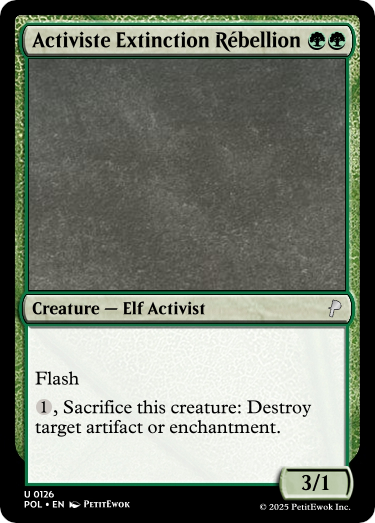 Activiste Extinction Rébellion
Creature — Elf Activist
Flash
1, Sacrifice this creature: Destroy
target artifact or enchantment.
3/1
U 0126
POL • EN PetitEwok
© 2025 PetitEwok Inc.